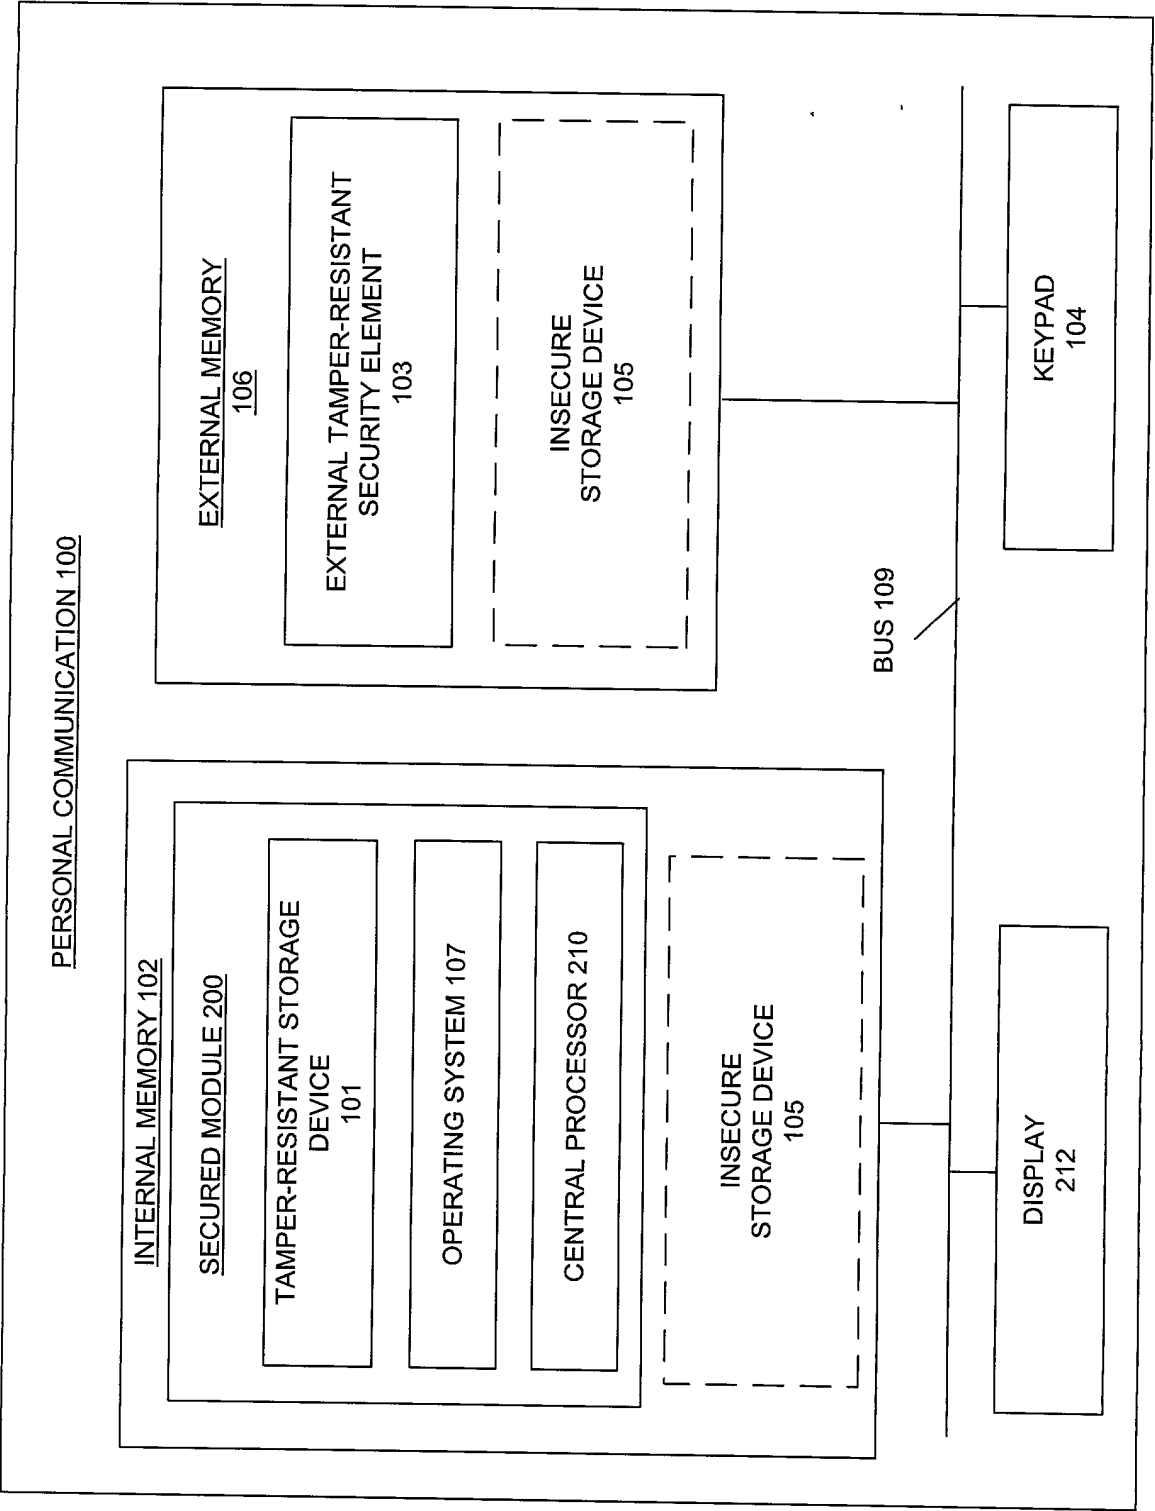 PERSONAL COMMUNICATION 100
INTERNAL MEMORY 102
SECURED MODULE 200
TAMPER-RESISTANT STORAGE
DEVICE
101
OPERATING SYSTEM 107
CENTRAL PROCESSOR 210
INSECURE
STORAGE DEVICE
105
EXTERNAL MEMORY
106
EXTERNAL TAMPER-RESISTANT
SECURITY ELEMENT
103
INSECURE
STORAGE DEVICE
105
BUS 109
DISPLAY
212
KEYPAD
104